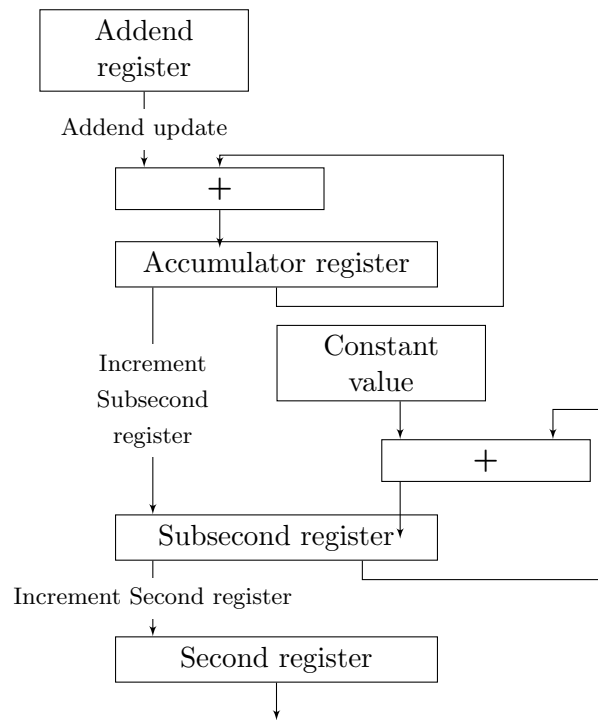 Addend
register
Addend update
+
Accumulator register
Constant
value
Increment
Subsecond
register
+
Subsecond register
Increment Second register
Second register